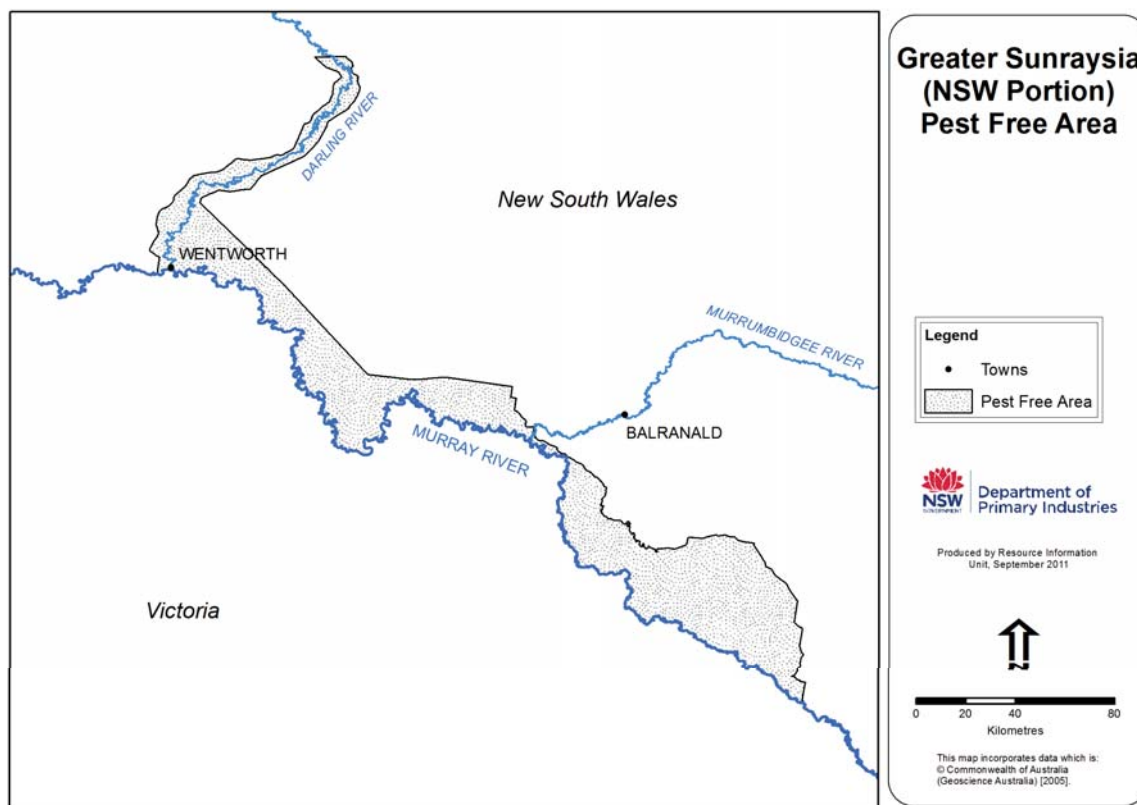 DARLING RIVER
New South Wales
WENTWORTH
MURRUMBIDGEE RIVER
BALRANALD
MURRAY RIVER
Victoria
Greater Sunraysia
(NSW Portion)
Pest Free Area
Legend
Towns
Pest Free Area
NSW
GOVERNMENT
Department of
Primary Industries
Produced by Resource Information
Unit, September 2011
N
0 20 40 80
Kilometres
This map incorporates data which is:
© Commonwealth of Australia
(Geoscience Australia) [2005].